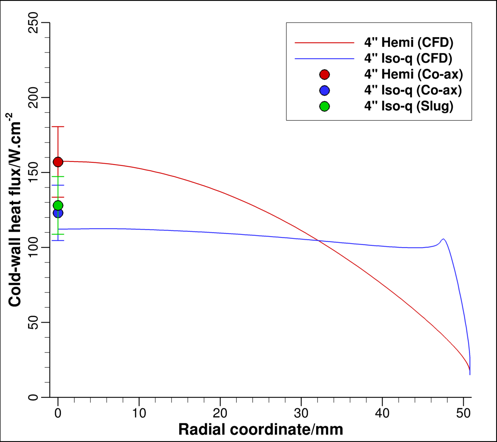 250
200
150
100
50
0
Cold-wall heat flux/W.cm-2
4" Hemi (CFD)
4" Iso-q (CFD)
4" Hemi (Co-ax)
4" Iso-q (Co-ax)
4" Iso-q (Slug)
0 10 20 30 40 50
Radial coordinate/mm